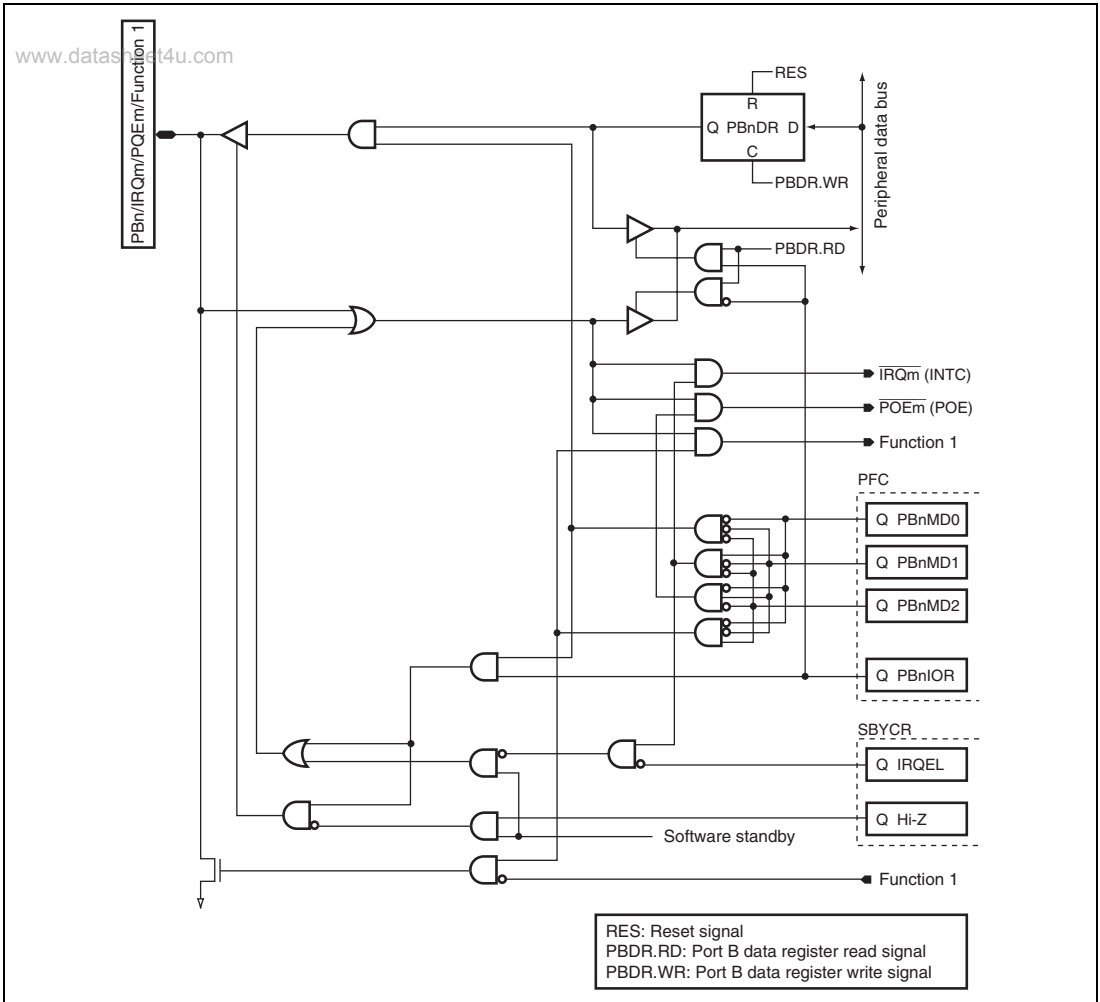 www.datasheet4u.com
PBn/IRQm/PQEm/Function 1
RES
R
Q PBnDR D
C
PBDR.WR
Peripheral data bus
PBDR.RD
IRQm (INTC)
POEm (POE)
Function 1
PFC
Q PBnMD0
Q PBnMD1
Q PBnMD2
Q PBnIOR
SBYCR
Q IRQEL
Q Hi-Z
Software standby
Function 1
RES: Reset signal
PBDR.RD: Port B data register read signal
PBDR.WR: Port B data register write signal